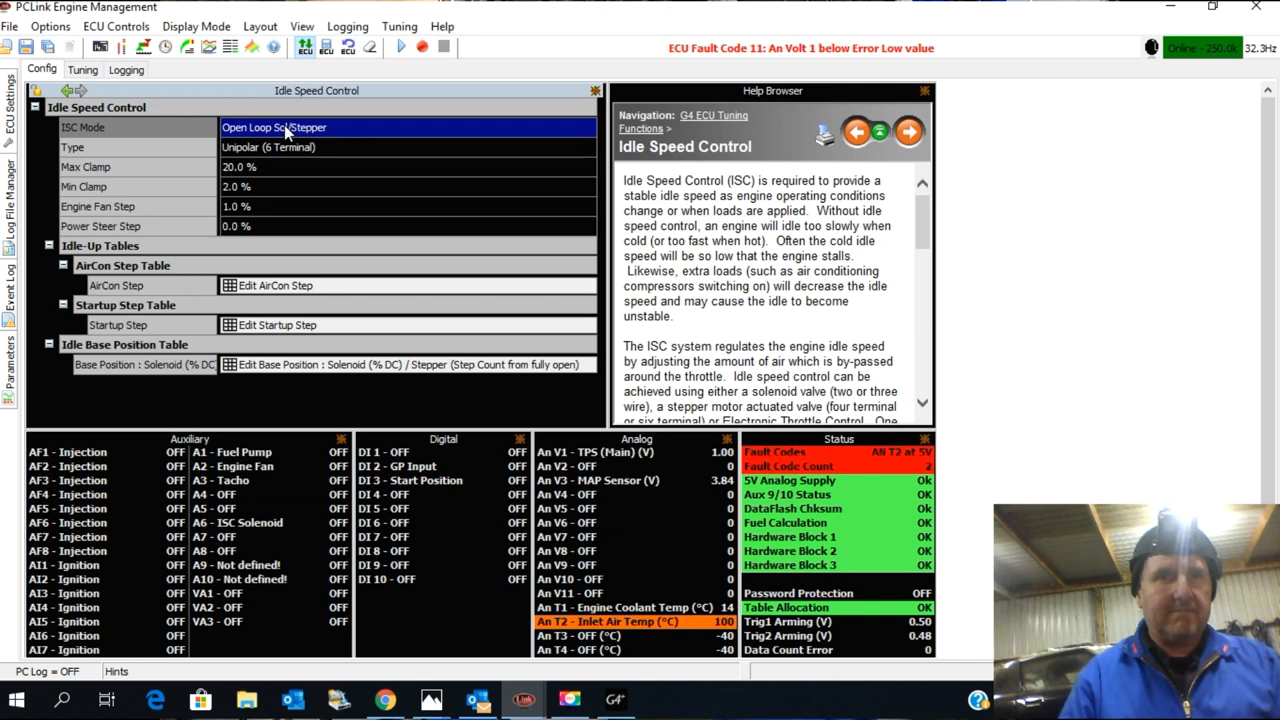 PCLink Engine Management
File Options ECU Controls Display Mode Layout View Logging Tuning Help
ECU Fault Code 11: An Volt 1 below Error Low value
Online - 250.0k 32.3Hz
Config Tuning Logging
ECU Settings
Log File Manager
Event Log
Parameters
Idle Speed Control
Idle Speed Control
ISC Mode Open Loop Sol/Stepper
Type Unipolar (6 Terminal)
Max Clamp 20.0 %
Min Clamp 2.0 %
Engine Fan Step 1.0 %
Power Steer Step 0.0 %
Idle-Up Tables
AirCon Step Table
AirCon Step Edit AirCon Step
Startup Step Table
Startup Step Edit Startup Step
Idle Base Position Table
Base Position : Solenoid (% DC) Edit Base Position : Solenoid (% DC) / Stepper (Step Count from fully open)
Help Browser
Navigation: G4 ECU Tuning
Functions >
Idle Speed Control
Idle Speed Control (ISC) is required to provide a
stable idle speed as engine operating conditions
change or when loads are applied. Without idle
speed control, an engine will idle too slowly when
cold (or too fast when hot). Often the cold idle
speed will be so low that the engine stalls.
Likewise, extra loads (such as air conditioning
compressors switching on) will decrease the idle
speed and may cause the idle to become
unstable.
The ISC system regulates the engine idle speed
by adjusting the amount of air which is by-passed
around the throttle. Idle speed control can be
achieved using either a solenoid valve (two or three
wire), a stepper motor actuated valve (four terminal
or six terminal) or Electronic Throttle Control. One
Auxiliary
AF1 - Injection OFF A1 - Fuel Pump OFF
AF2 - Injection OFF A2 - Engine Fan OFF
AF3 - Injection OFF A3 - Tacho OFF
AF4 - Injection OFF A4 - OFF OFF
AF5 - Injection OFF A5 - OFF OFF
AF6 - Injection OFF A6 - ISC Solenoid OFF
AF7 - Injection OFF A7 - OFF OFF
AF8 - Injection OFF A8 - OFF OFF
AI1 - Ignition OFF A9 - Not defined! OFF
AI2 - Ignition OFF A10 - Not defined! OFF
AI3 - Ignition OFF VA1 - OFF OFF
AI4 - Ignition OFF VA2 - OFF OFF
AI5 - Ignition OFF VA3 - OFF OFF
AI6 - Ignition OFF
AI7 - Ignition OFF
Digital
DI 1 - OFF OFF
DI 2 - GP Input OFF
DI 3 - Start Position OFF
DI 4 - OFF OFF
DI 5 - OFF OFF
DI 6 - OFF OFF
DI 7 - OFF OFF
DI 8 - OFF OFF
DI 9 - OFF OFF
DI 10 - OFF OFF
Analog
An V1 - TPS (Main) (V) 1.00
An V2 - OFF 0
An V3 - MAP Sensor (V) 3.84
An V4 - OFF 0
An V5 - OFF 0
An V6 - OFF 0
An V7 - OFF 0
An V8 - OFF 0
An V9 - OFF 0
An V10 - OFF 0
An V11 - OFF 0
An T1 - Engine Coolant Temp (°C) 14
An T2 - Inlet Air Temp (°C) 100
An T3 - OFF (°C) -40
An T4 - OFF (°C) -40
Status
Fault Codes AN T2 at 5V
Fault Code Count 2
5V Analog Supply Ok
Aux 9/10 Status Ok
DataFlash Chksum OK
Fuel Calculation OK
Hardware Block 1 OK
Hardware Block 2 OK
Hardware Block 3 OK
Password Protection OFF
Table Allocation OK
Trig1 Arming (V) 0.50
Trig2 Arming (V) 0.48
Data Count Error 0
PC Log = OFF Hints
Link
G4+